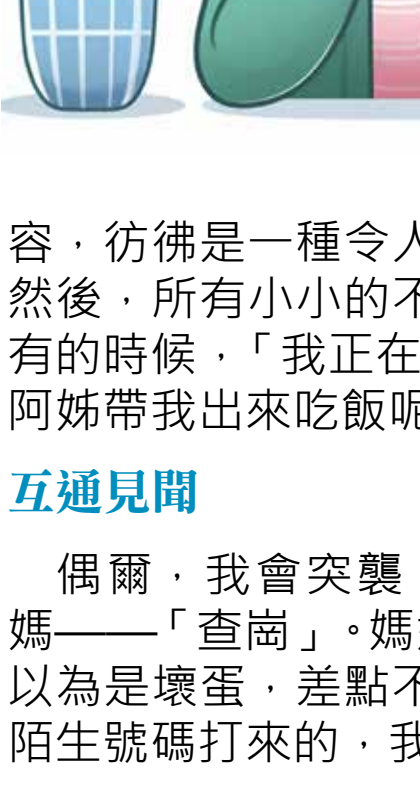 容，彷彿是一種令人
然後，所有小小的不
有的時候，「我正在
阿姊帶我出來吃飯呢
互通見聞
偶爾，我會突襲
媽——「查崗」。媽
以為是壞蛋，差點不
陌生號碼打來的，我